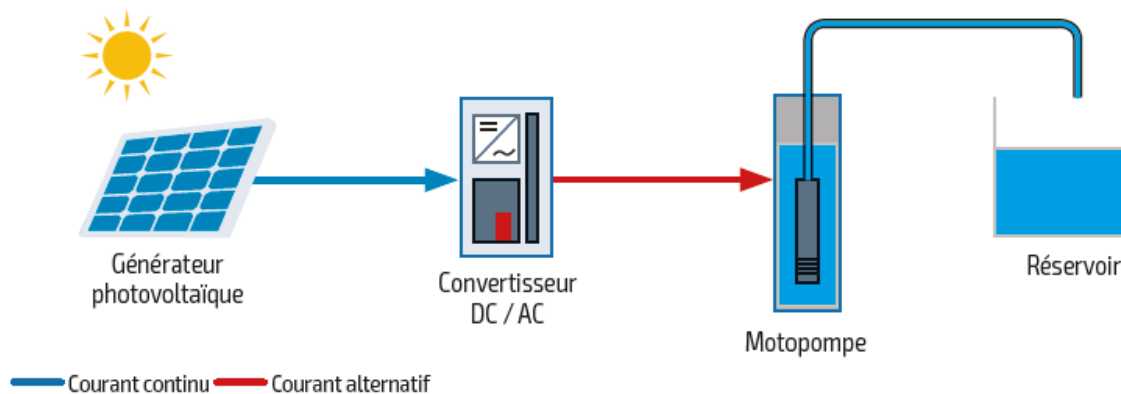 Générateur
photovoltaïque
Convertisseur
DC / AC
Motopompe
Réservoir
Courant continu
Courant alternatif